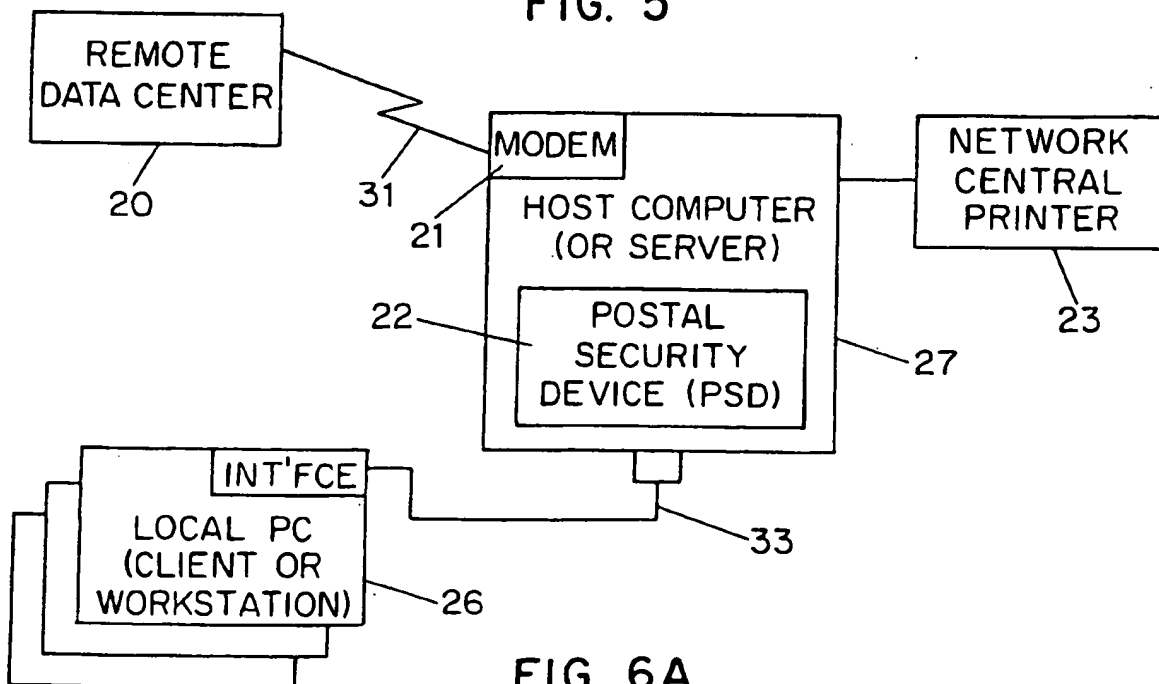 FIG. 5
REMOTE
DATA CENTER
20
31
MODEM
21
HOST COMPUTER
(OR SERVER)
22
POSTAL
SECURITY
DEVICE (PSD)
27
NETWORK
CENTRAL
PRINTER
23
INT'FCE
LOCAL PC
(CLIENT OR
WORKSTATION)
26
33
FIG. 6A